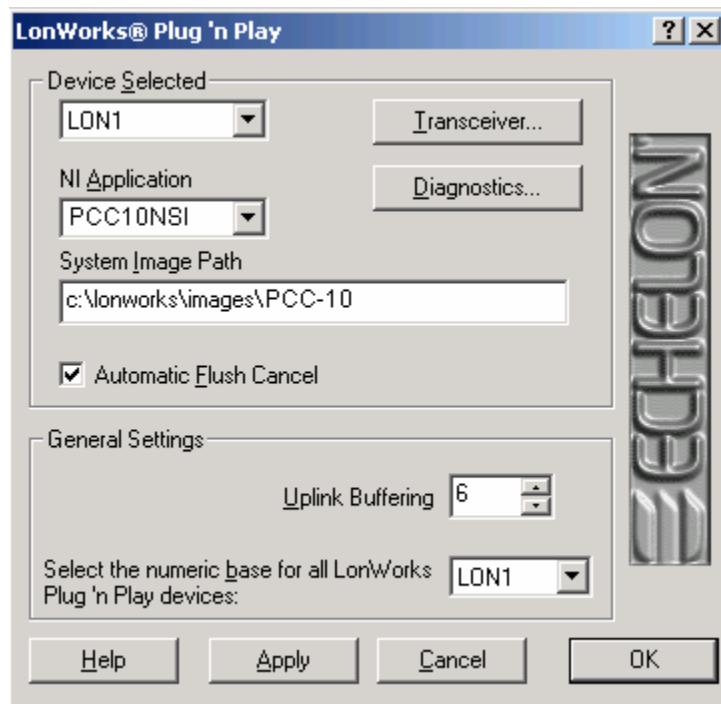 LonWorks® Plug 'n Play
Device Selected
LON1
Transceiver...
NI Application
Diagnostics...
PCC10NSI
System Image Path
c:\lonworks\images\PCC-10
Automatic Flush Cancel
General Settings
Uplink Buffering 6
Select the numeric base for all LonWorks
Plug 'n Play devices:
LON1
Help Apply Cancel OK
ECHELON